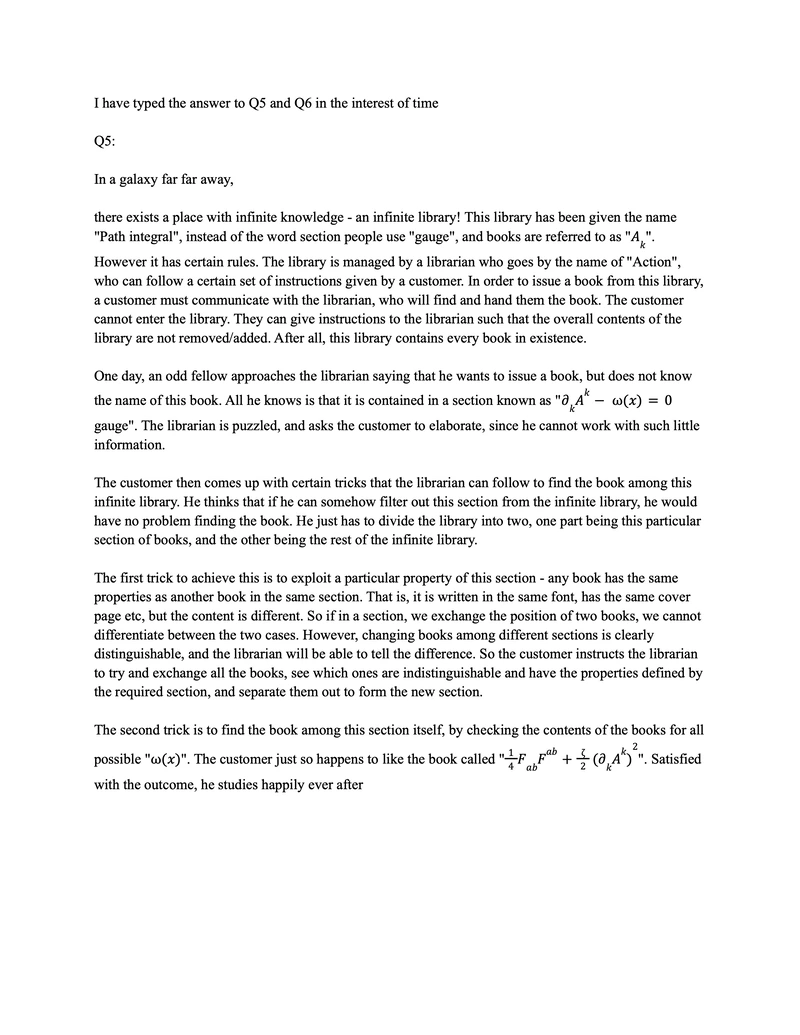 I have typed the answer to Q5 and Q6 in the interest of time
Q5:
In a galaxy far far away,
there exists a place with infinite knowledge - an infinite library! This library has been given the name
"Path integral", instead of the word section people use "gauge", and books are referred to as "A_k".
However it has certain rules. The library is managed by a librarian who goes by the name of "Action",
who can follow a certain set of instructions given by a customer. In order to issue a book from this library,
a customer must communicate with the librarian, who will find and hand them the book. The customer
cannot enter the library. They can give instructions to the librarian such that the overall contents of the
library are not removed/added. After all, this library contains every book in existence.
One day, an odd fellow approaches the librarian saying that he wants to issue a book, but does not know
the name of this book. All he knows is that it is contained in a section known as "∂_k A^k − ω(x) = 0
gauge". The librarian is puzzled, and asks the customer to elaborate, since he cannot work with such little
information.
The customer then comes up with certain tricks that the librarian can follow to find the book among this
infinite library. He thinks that if he can somehow filter out this section from the infinite library, he would
have no problem finding the book. He just has to divide the library into two, one part being this particular
section of books, and the other being the rest of the infinite library.
The first trick to achieve this is to exploit a particular property of this section - any book has the same
properties as another book in the same section. That is, it is written in the same font, has the same cover
page etc, but the content is different. So if in a section, we exchange the position of two books, we cannot
differentiate between the two cases. However, changing books among different sections is clearly
distinguishable, and the librarian will be able to tell the difference. So the customer instructs the librarian
to try and exchange all the books, see which ones are indistinguishable and have the properties defined by
the required section, and separate them out to form the new section.
The second trick is to find the book among this section itself, by checking the contents of the books for all
possible "ω(x)". The customer just so happens to like the book called "1/4 F_ab F^ab + ζ/2 (∂_k A^k)^2". Satisfied
with the outcome, he studies happily ever after